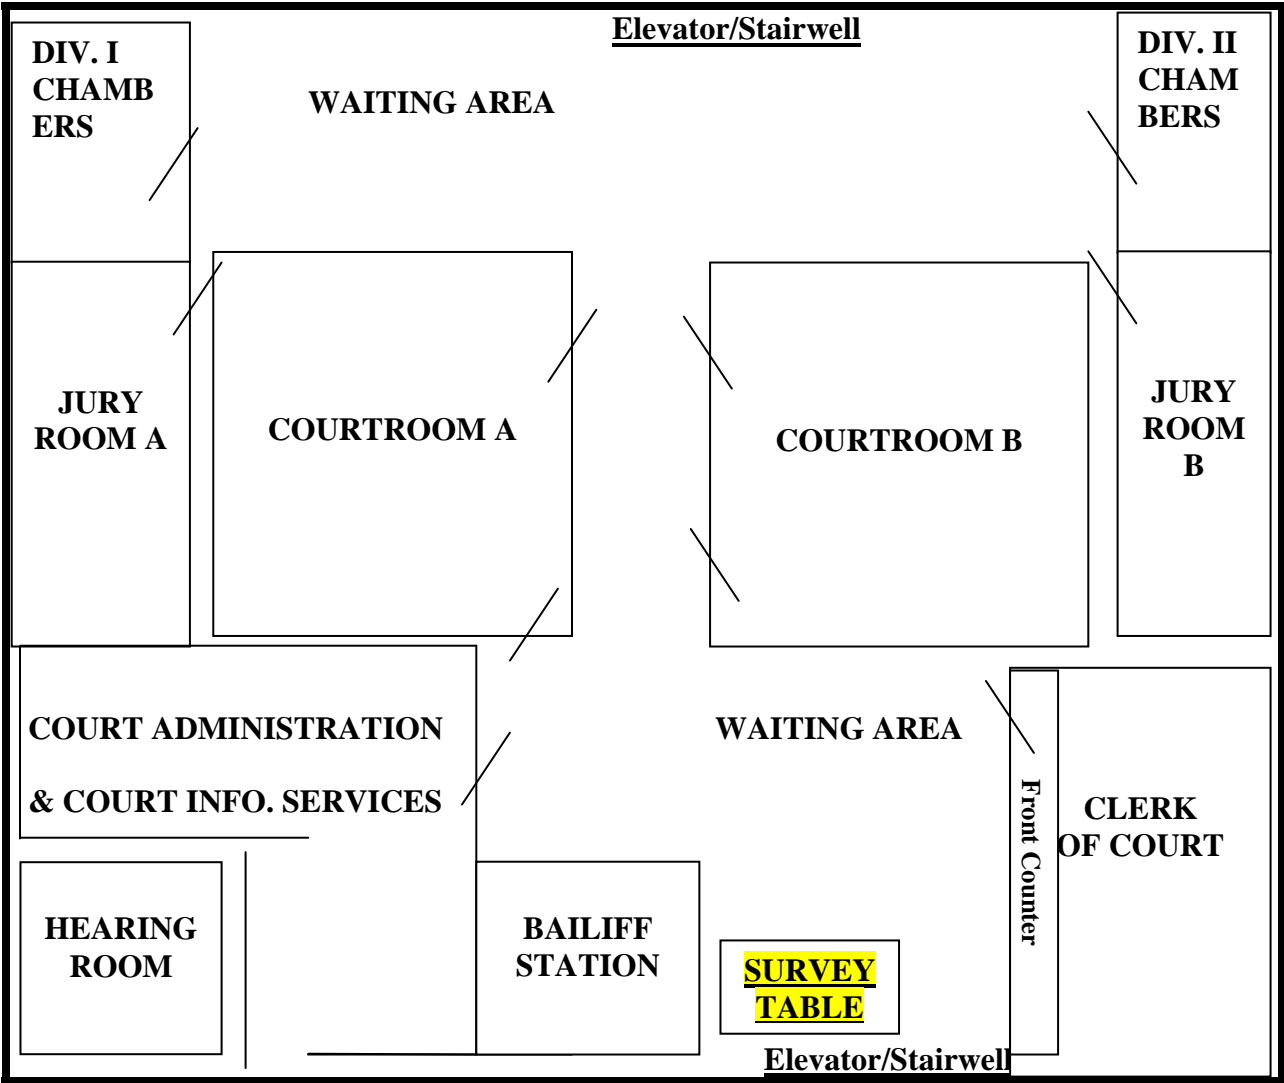 Elevator/Stairwell
DIV. I
CHAMB
ERS
WAITING AREA
DIV. II
CHAM
BERS
JURY
ROOM A
COURTROOM A
COURTROOM B
JURY
ROOM
B
COURT ADMINISTRATION
& COURT INFO. SERVICES
WAITING AREA
Front Counter
CLERK
OF COURT
HEARING
ROOM
BAILIFF
STATION
SURVEY
TABLE
Elevator/Stairwell